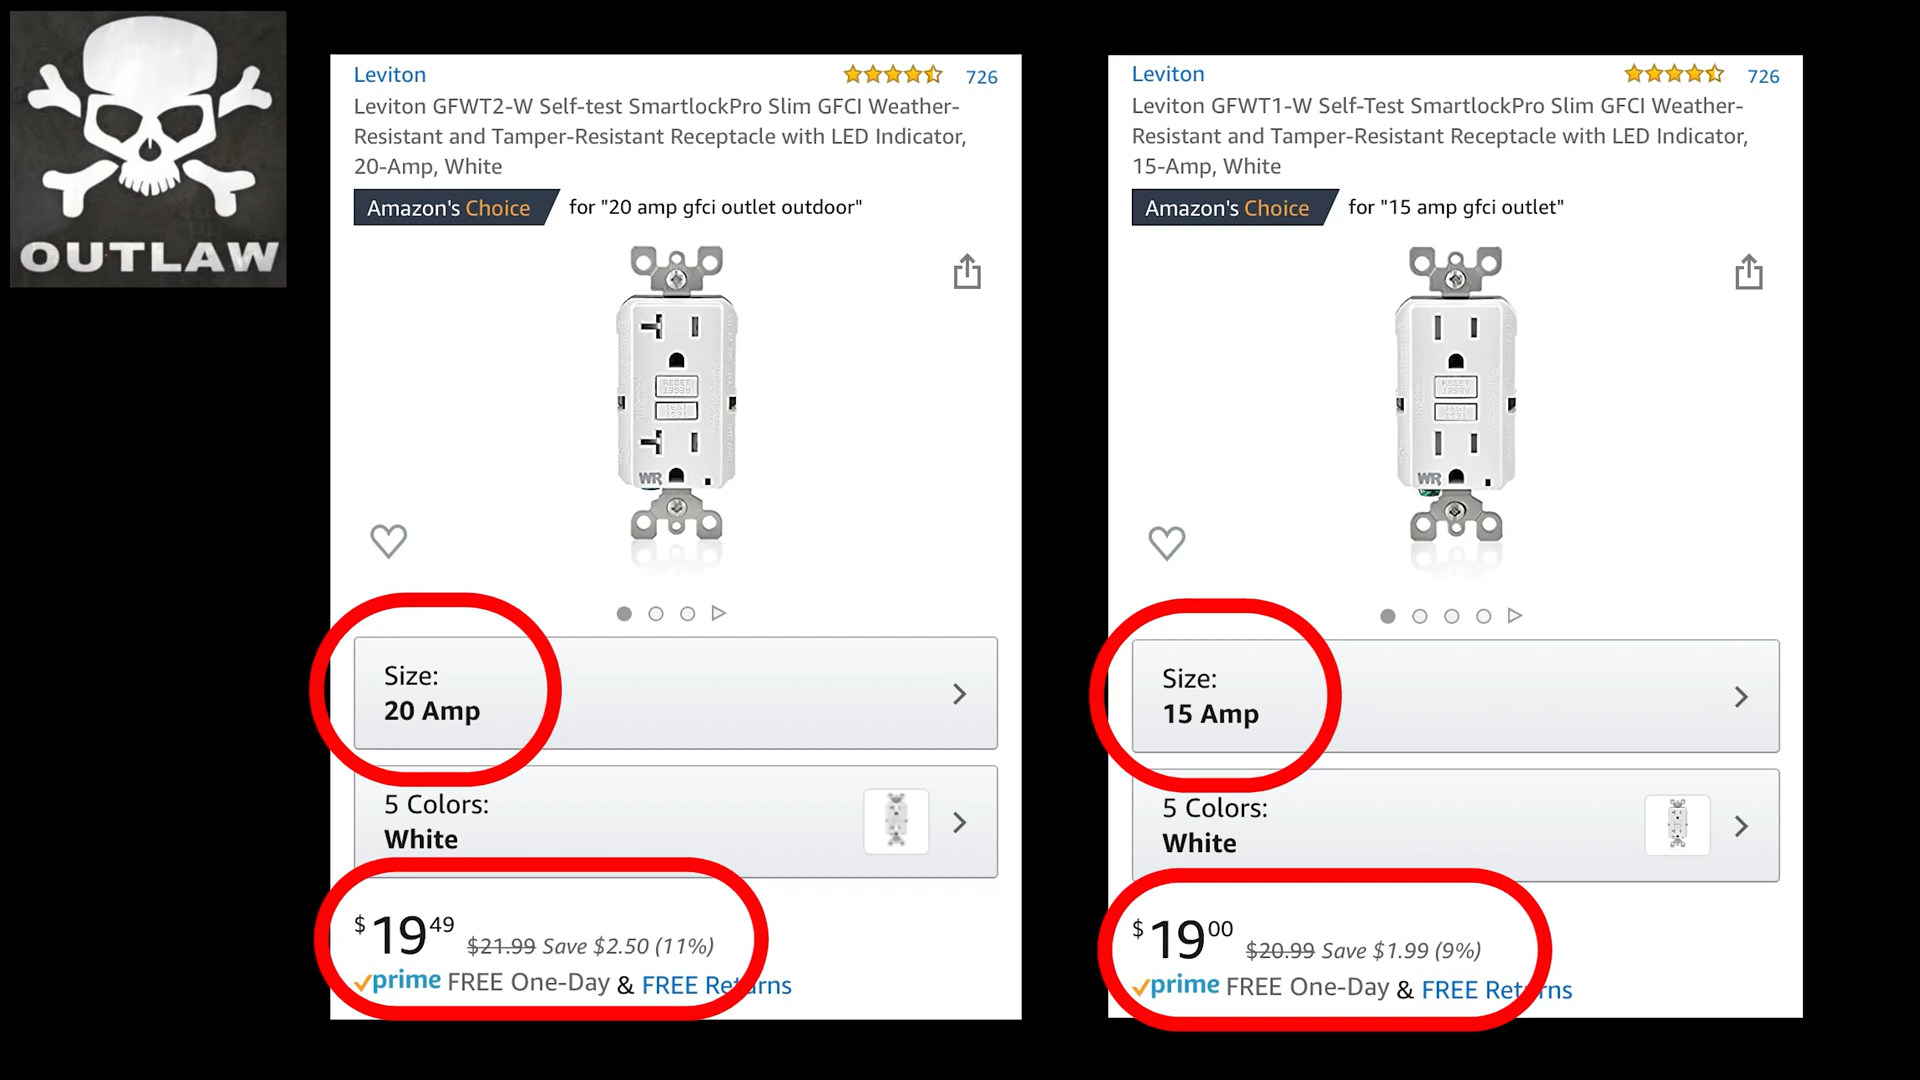 OUTLAW
Leviton
726
Leviton GFWT2-W Self-test SmartlockPro Slim GFCI Weather-
Resistant and Tamper-Resistant Receptacle with LED Indicator,
20-Amp, White
Amazon's Choice for "20 amp gfci outlet outdoor"
RESET
TEST
WR
Size:
20 Amp
5 Colors:
White
$19 49 $21.99 Save $2.50 (11%)
prime FREE One-Day & FREE Returns
Leviton
726
Leviton GFWT1-W Self-Test SmartlockPro Slim GFCI Weather-
Resistant and Tamper-Resistant Receptacle with LED Indicator,
15-Amp, White
Amazon's Choice for "15 amp gfci outlet"
RESET
TEST
WR
Size:
15 Amp
5 Colors:
White
$19 00 $20.99 Save $1.99 (9%)
prime FREE One-Day & FREE Returns